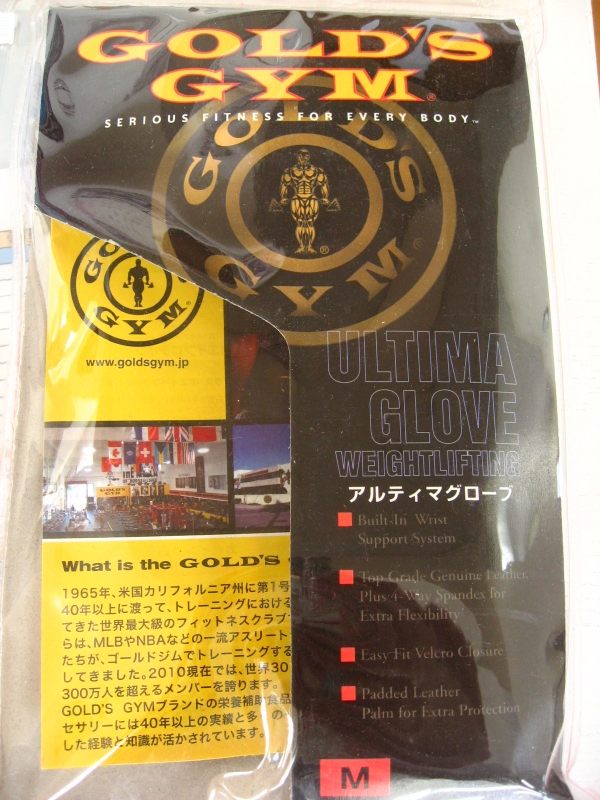 GOLD'S
GYM®
SERIOUS FITNESS FOR EVERY BODY™
GOLD'S
GYM
®
GOLD'S
GYM
www.goldsgym.jp
ULTIMA
GLOVE
WEIGHTLIFTING
アルティマグローブ
Built-In Wrist
Support System
Top Grade Genuine Leather
Plus 4-Way Spandex for
Extra Flexibility
Easy Fit Velcro Closure
Padded Leather
Palm for Extra Protection
M
GOLD'S
GYM
What is the GOLD'S
1965年、米国カリフォルニア州に第1号
40年以上に渡って、トレーニングにおける
てきた世界最大級のフィットネスクラブ
らは、MLBやNBAなどの一流アスリート
たちが、ゴールドジムでトレーニングする
してきました。2010現在では、世界30
300万人を超えるメンバーを誇ります。
GOLD'S GYMブランドの栄養補助食品
セサリーには40年以上の実績と多くの
した経験と知識が活かされています。